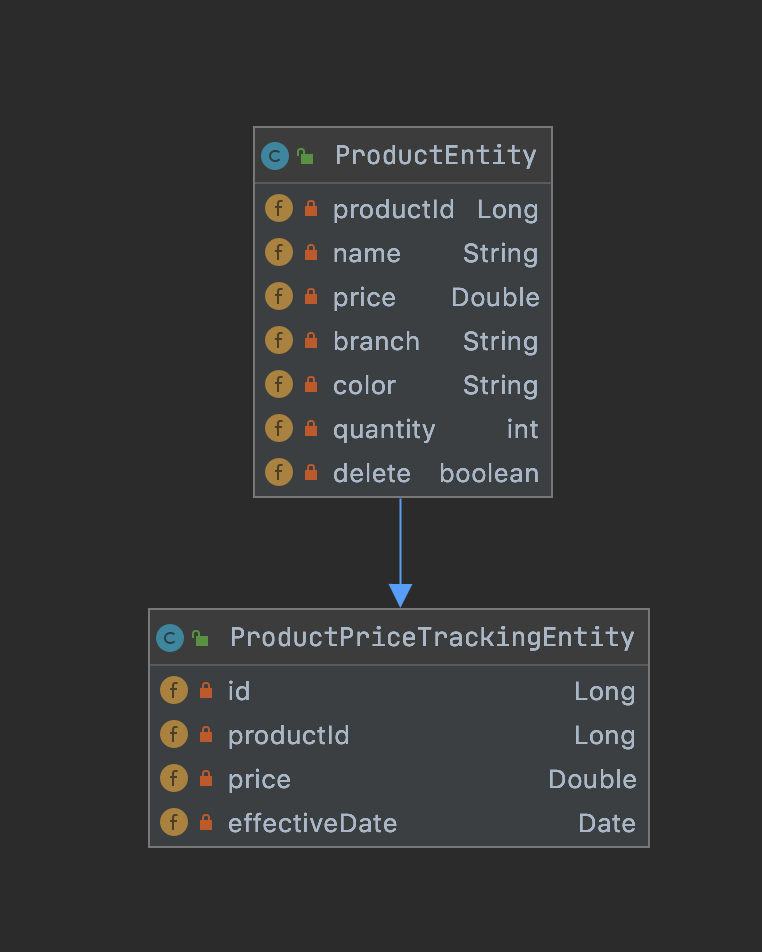 C ProductEntity
f productId Long
f name String
f price Double
f branch String
f color String
f quantity int
f delete boolean
C ProductPriceTrackingEntity
f id Long
f productId Long
f price Double
f effectiveDate Date